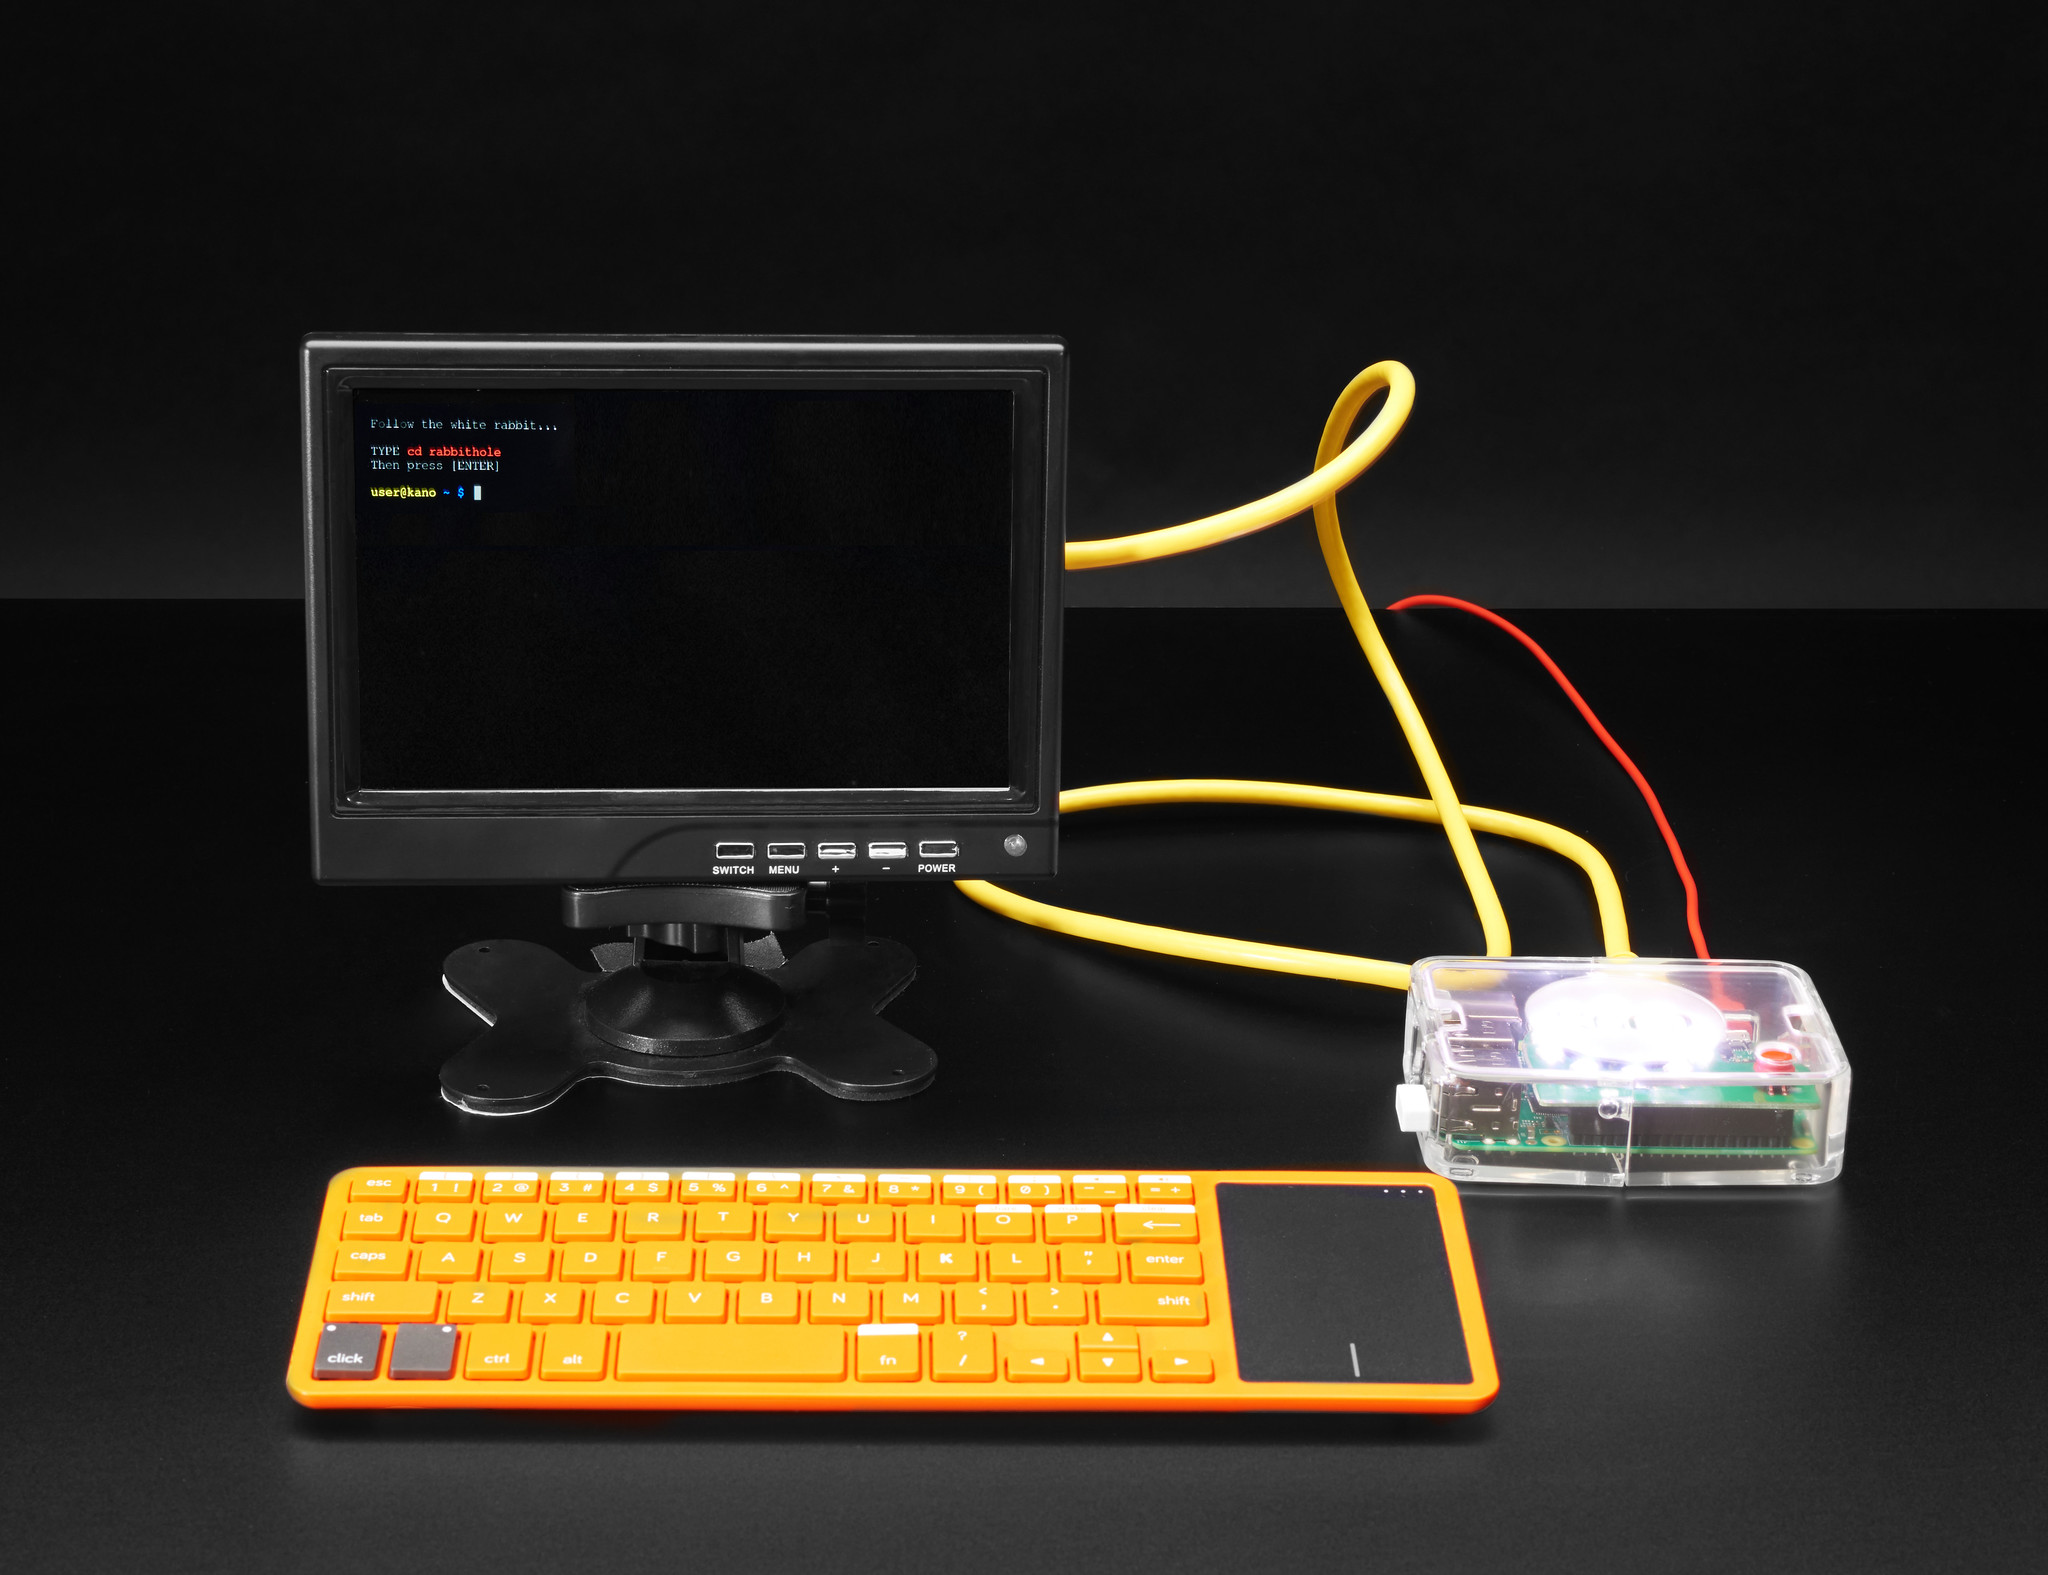 Follow the white rabbit...
TYPE cd rabbithole
Then press [ENTER]
user@kano ~ $
SWITCH MENU + - POWER
esc 1 ! 2 @ 3 # 4 $ 5 % 6 ^ 7 & 8 * 9 ( 0 ) - _ = +
tab Q W E R T Y U I O P
caps A S D F G H J K L ; " enter
shift Z X C V B N M < , > . shift
click ctrl alt fn ? /